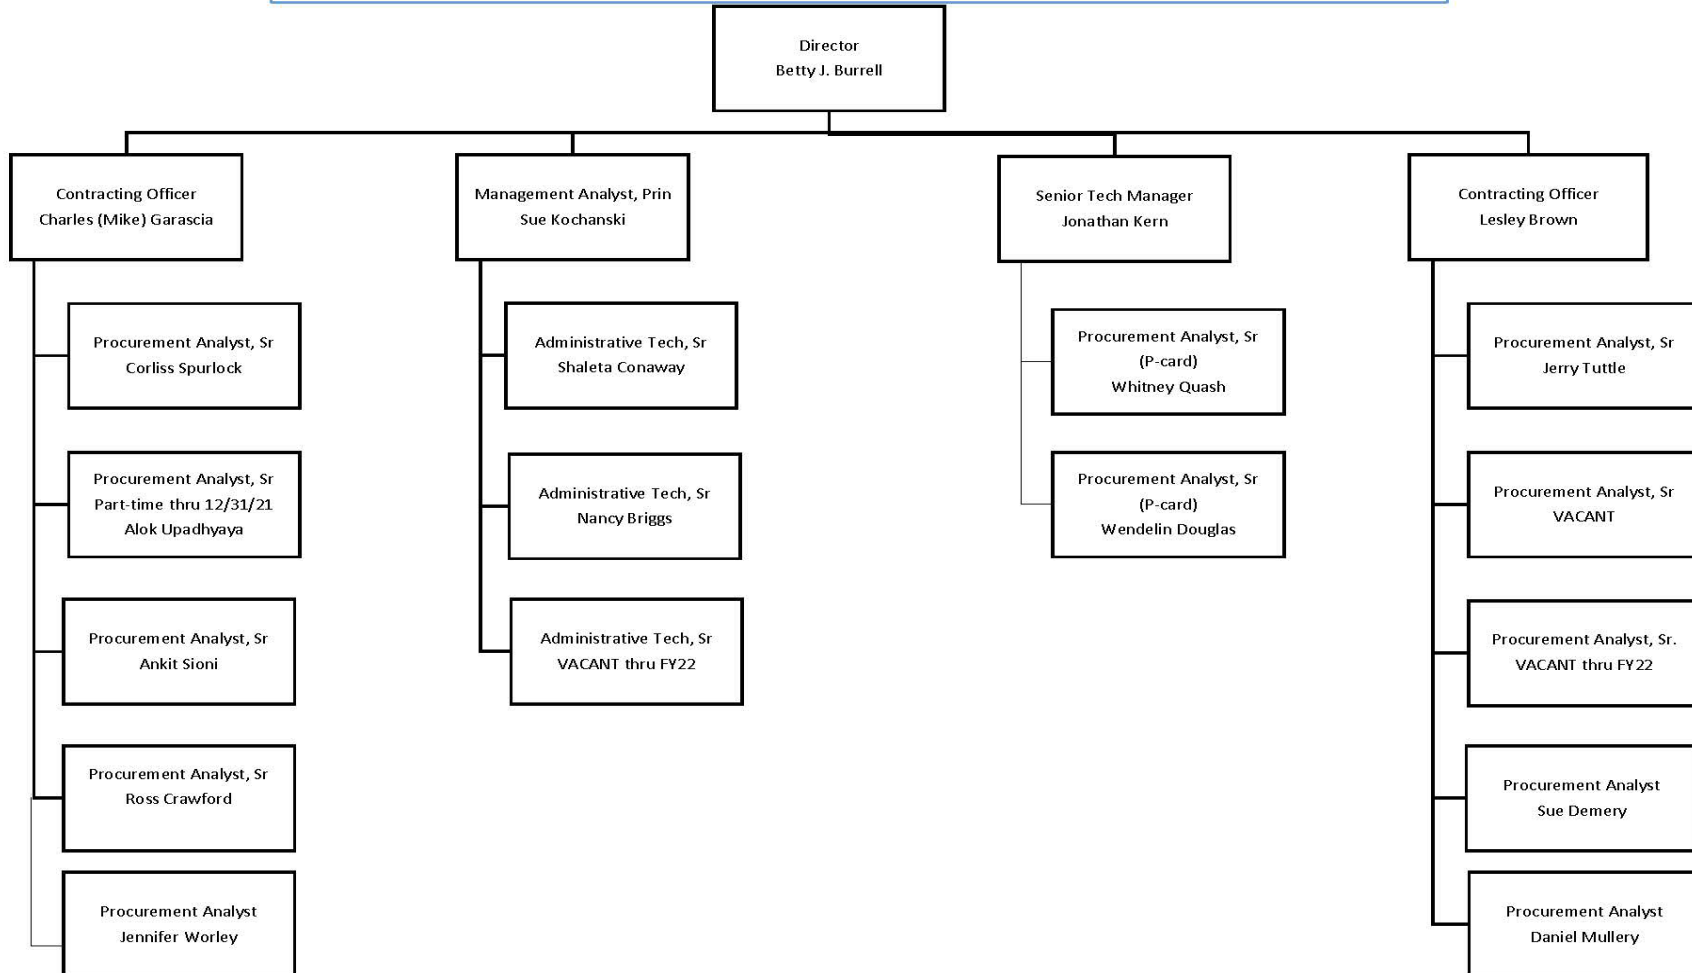 Director
Betty J. Burrell
Contracting Officer
Charles (Mike) Garascia
Management Analyst, Prin
Sue Kochanski
Senior Tech Manager
Jonathan Kern
Contracting Officer
Lesley Brown
Procurement Analyst, Sr
Corliss Spurlock
Procurement Analyst, Sr
Part-time thru 12/31/21
Alok Upadhyaya
Procurement Analyst, Sr
Ankit Sioni
Procurement Analyst, Sr
Ross Crawford
Procurement Analyst
Jennifer Worley
Administrative Tech, Sr
Shaleta Conaway
Administrative Tech, Sr
Nancy Briggs
Administrative Tech, Sr
VACANT thru FY22
Procurement Analyst, Sr
(P-card)
Whitney Quash
Procurement Analyst, Sr
(P-card)
Wendelin Douglas
Procurement Analyst, Sr
Jerry Tuttle
Procurement Analyst, Sr
VACANT
Procurement Analyst, Sr.
VACANT thru FY22
Procurement Analyst
Sue Demery
Procurement Analyst
Daniel Mullery